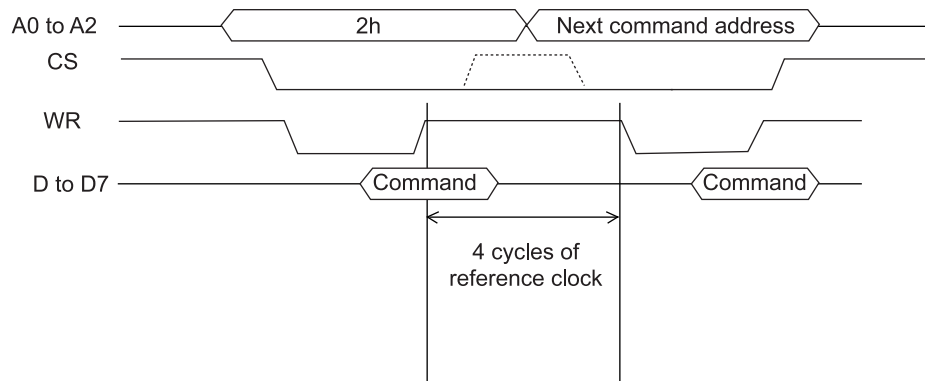 A0 to A2
2h
Next command address
CS
WR
D to D7
Command
Command
4 cycles of
reference clock